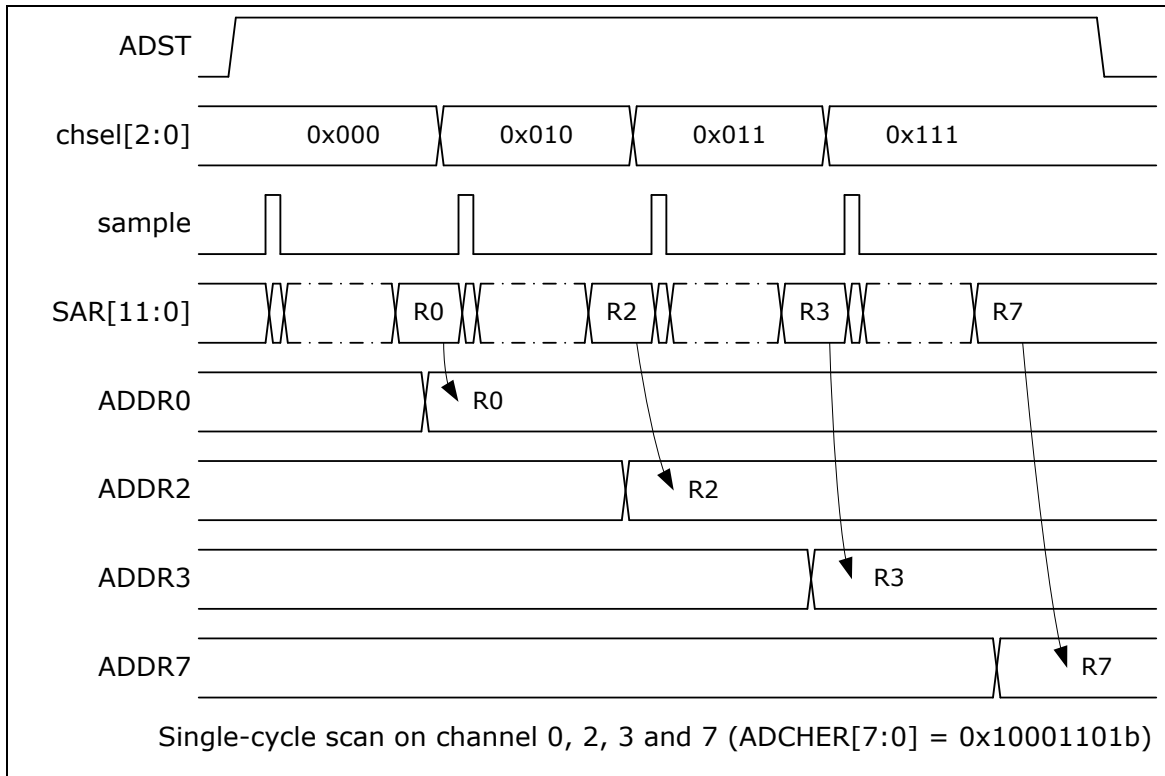 ADST
chsel[2:0] 0x000 0x010 0x011 0x111
sample
SAR[11:0] R0 R2 R3 R7
ADDR0 R0
ADDR2 R2
ADDR3 R3
ADDR7 R7
Single-cycle scan on channel 0, 2, 3 and 7 (ADCHER[7:0] = 0x10001101b)